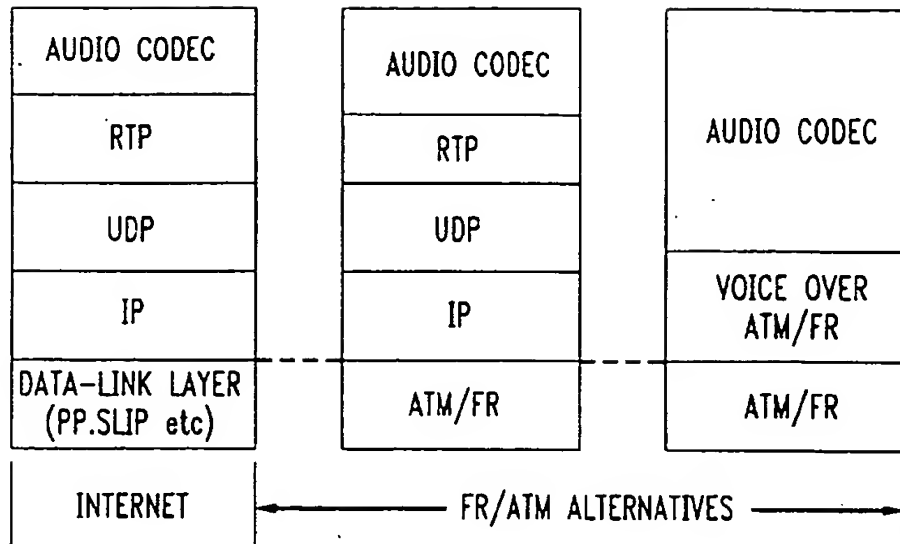 AUDIO CODEC
RTP
UDP
IP
DATA-LINK LAYER
(PP.SLIP etc)
INTERNET
AUDIO CODEC
RTP
UDP
IP
ATM/FR
AUDIO CODEC
VOICE OVER
ATM/FR
ATM/FR
FR/ATM ALTERNATIVES